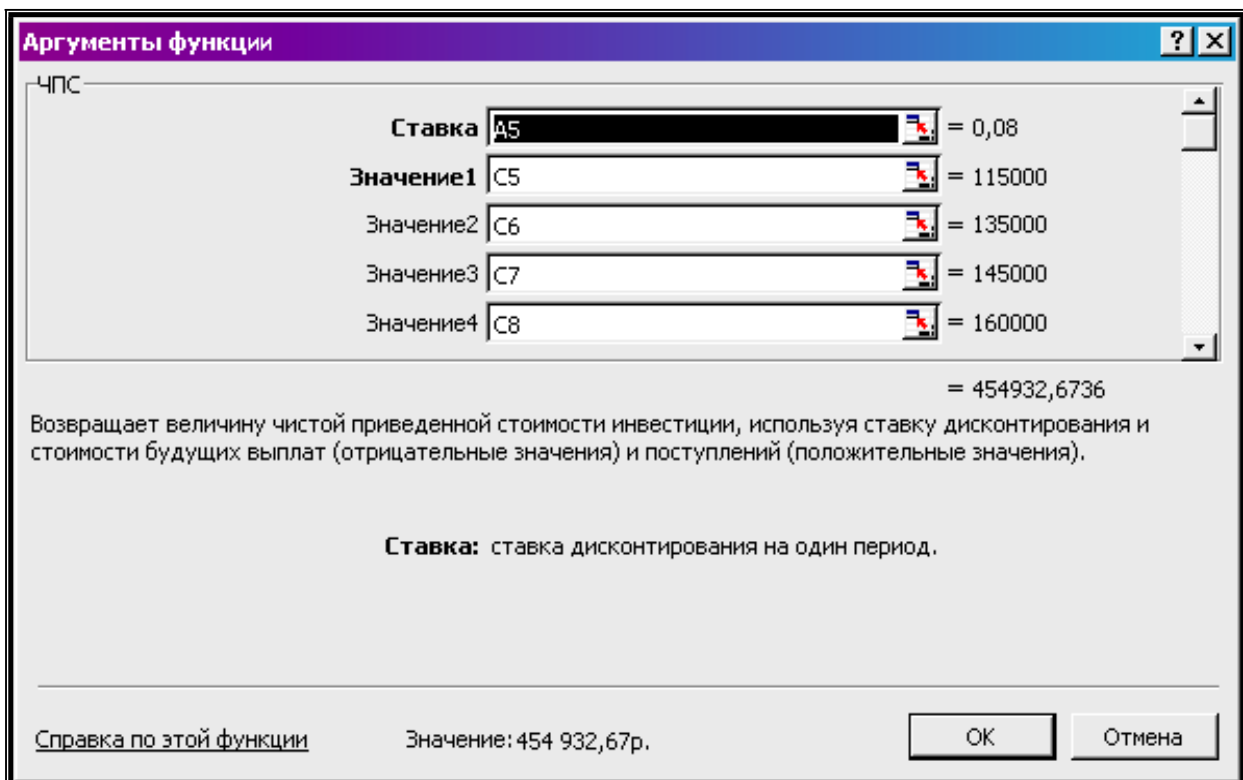 Аргументы функции
ЧПС
Ставка A5 = 0,08
Значение1 C5 = 115000
Значение2 C6 = 135000
Значение3 C7 = 145000
Значение4 C8 = 160000
= 454932,6736
Возвращает величину чистой приведенной стоимости инвестиции, используя ставку дисконтирования и
стоимости будущих выплат (отрицательные значения) и поступлений (положительные значения).
Ставка: ставка дисконтирования на один период.
Справка по этой функции Значение: 454 932,67р. ОК Отмена